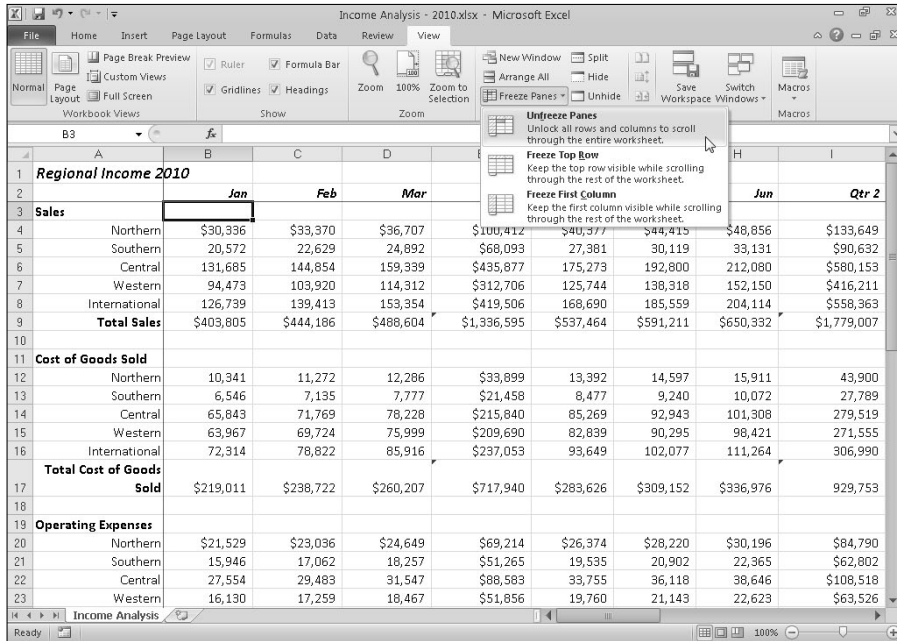 Income Analysis - 2010.xlsx - Microsoft Excel
File Home Insert Page Layout Formulas Data Review View
Normal
Page Layout
Page Break Preview
Custom Views
Full Screen
Workbook Views
Ruler
Formula Bar
Gridlines
Headings
Show
Zoom
100%
Zoom to Selection
Zoom
New Window
Arrange All
Freeze Panes
Split
Hide
Unhide
Save Workspace
Switch Windows
Macros
Macros
Unfreeze Panes
Unlock all rows and columns to scroll
through the entire worksheet.
Freeze Top Row
Keep the top row visible while scrolling
through the rest of the worksheet.
Freeze First Column
Keep the first column visible while scrolling
through the rest of the worksheet.
B3 fx
A B C D H I
1 Regional Income 2010
2 Jan Feb Mar Jun Qtr 2
3 Sales
4 Northern $30,336 $33,370 $36,707 $100,412 $40,377 $44,415 $48,856 $133,649
5 Southern 20,572 22,629 24,892 $68,093 27,381 30,119 33,131 $90,632
6 Central 131,685 144,854 159,339 $435,877 175,273 192,800 212,080 $580,153
7 Western 94,473 103,920 114,312 $312,706 125,744 138,318 152,150 $416,211
8 International 126,739 139,413 153,354 $419,506 168,690 185,559 204,114 $558,363
9 Total Sales $403,805 $444,186 $488,604 $1,336,595 $537,464 $591,211 $650,332 $1,779,007
10
11 Cost of Goods Sold
12 Northern 10,341 11,272 12,286 $33,899 13,392 14,597 15,911 43,900
13 Southern 6,546 7,135 7,777 $21,458 8,477 9,240 10,072 27,789
14 Central 65,843 71,769 78,228 $215,840 85,269 92,943 101,308 279,519
15 Western 63,967 69,724 75,999 $209,690 82,839 90,295 98,421 271,555
16 International 72,314 78,822 85,916 $237,053 93,649 102,077 111,264 306,990
Total Cost of Goods
17 Sold $219,011 $238,722 $260,207 $717,940 $283,626 $309,152 $336,976 929,753
18
19 Operating Expenses
20 Northern $21,529 $23,036 $24,649 $69,214 $26,374 $28,220 $30,196 $84,790
21 Southern 15,946 17,062 18,257 $51,265 19,535 20,902 22,365 $62,802
22 Central 27,554 29,483 31,547 $88,583 33,755 36,118 38,646 $108,518
23 Western 16,130 17,259 18,467 $51,856 19,760 21,143 22,623 $63,526
Income Analysis
Ready 100%